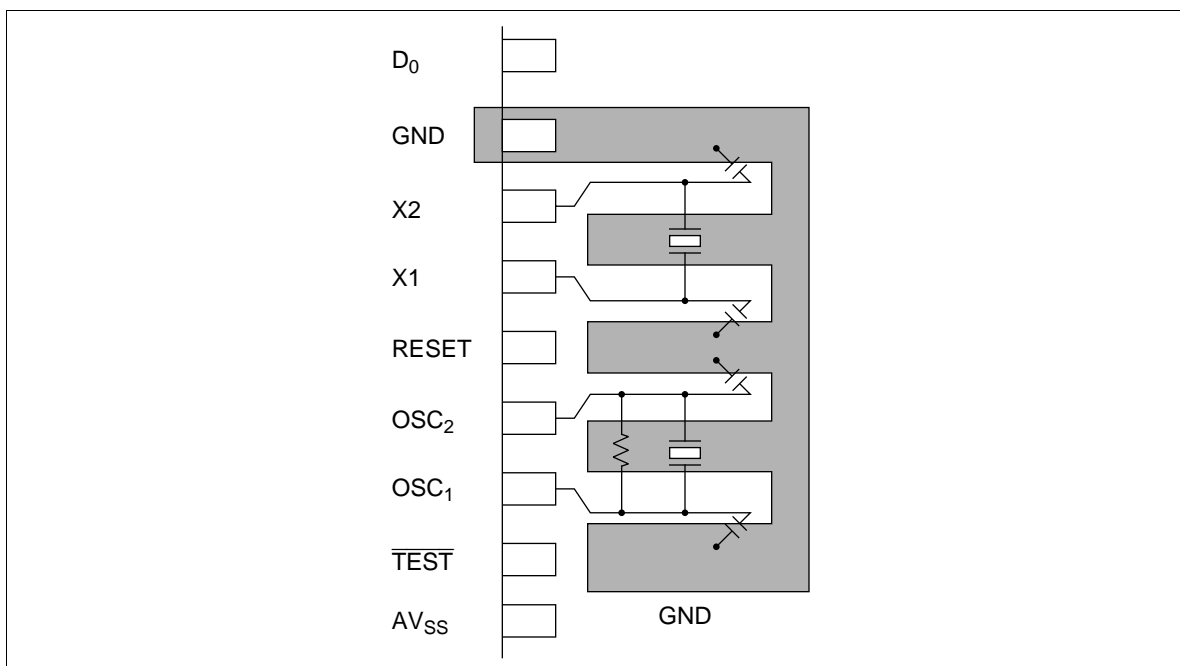 D0
GND
X2
X1
RESET
OSC2
OSC1
TEST
AVSS
GND